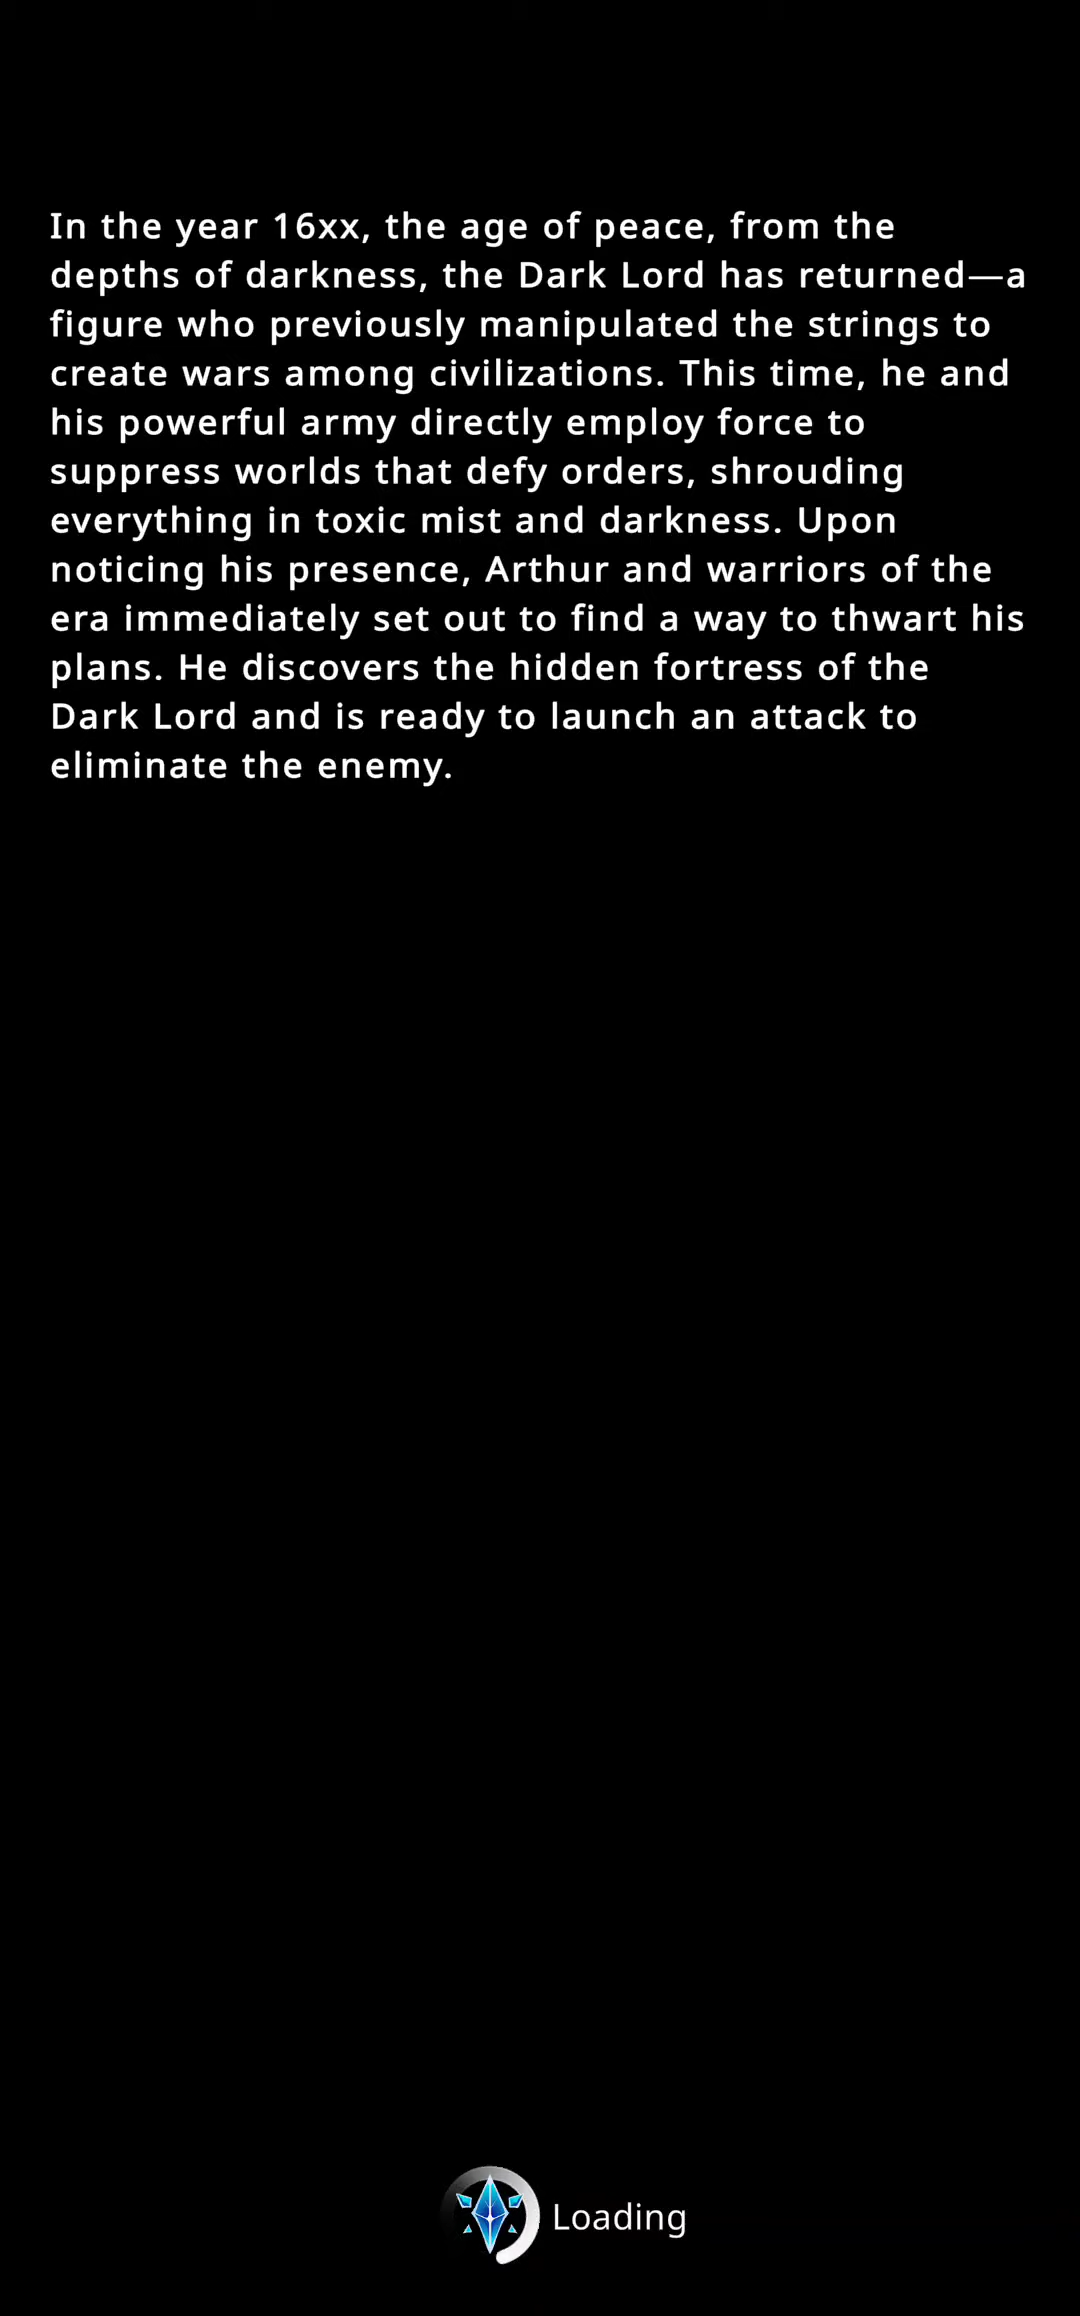 In the year 16xx, the age of peace, from the
depths of darkness, the Dark Lord has returned—a
figure who previously manipulated the strings to
create wars among civilizations. This time, he and
his powerful army directly employ force to
suppress worlds that defy orders, shrouding
everything in toxic mist and darkness. Upon
noticing his presence, Arthur and warriors of the
era immediately set out to find a way to thwart his
plans. He discovers the hidden fortress of the
Dark Lord and is ready to launch an attack to
eliminate the enemy.
Loading